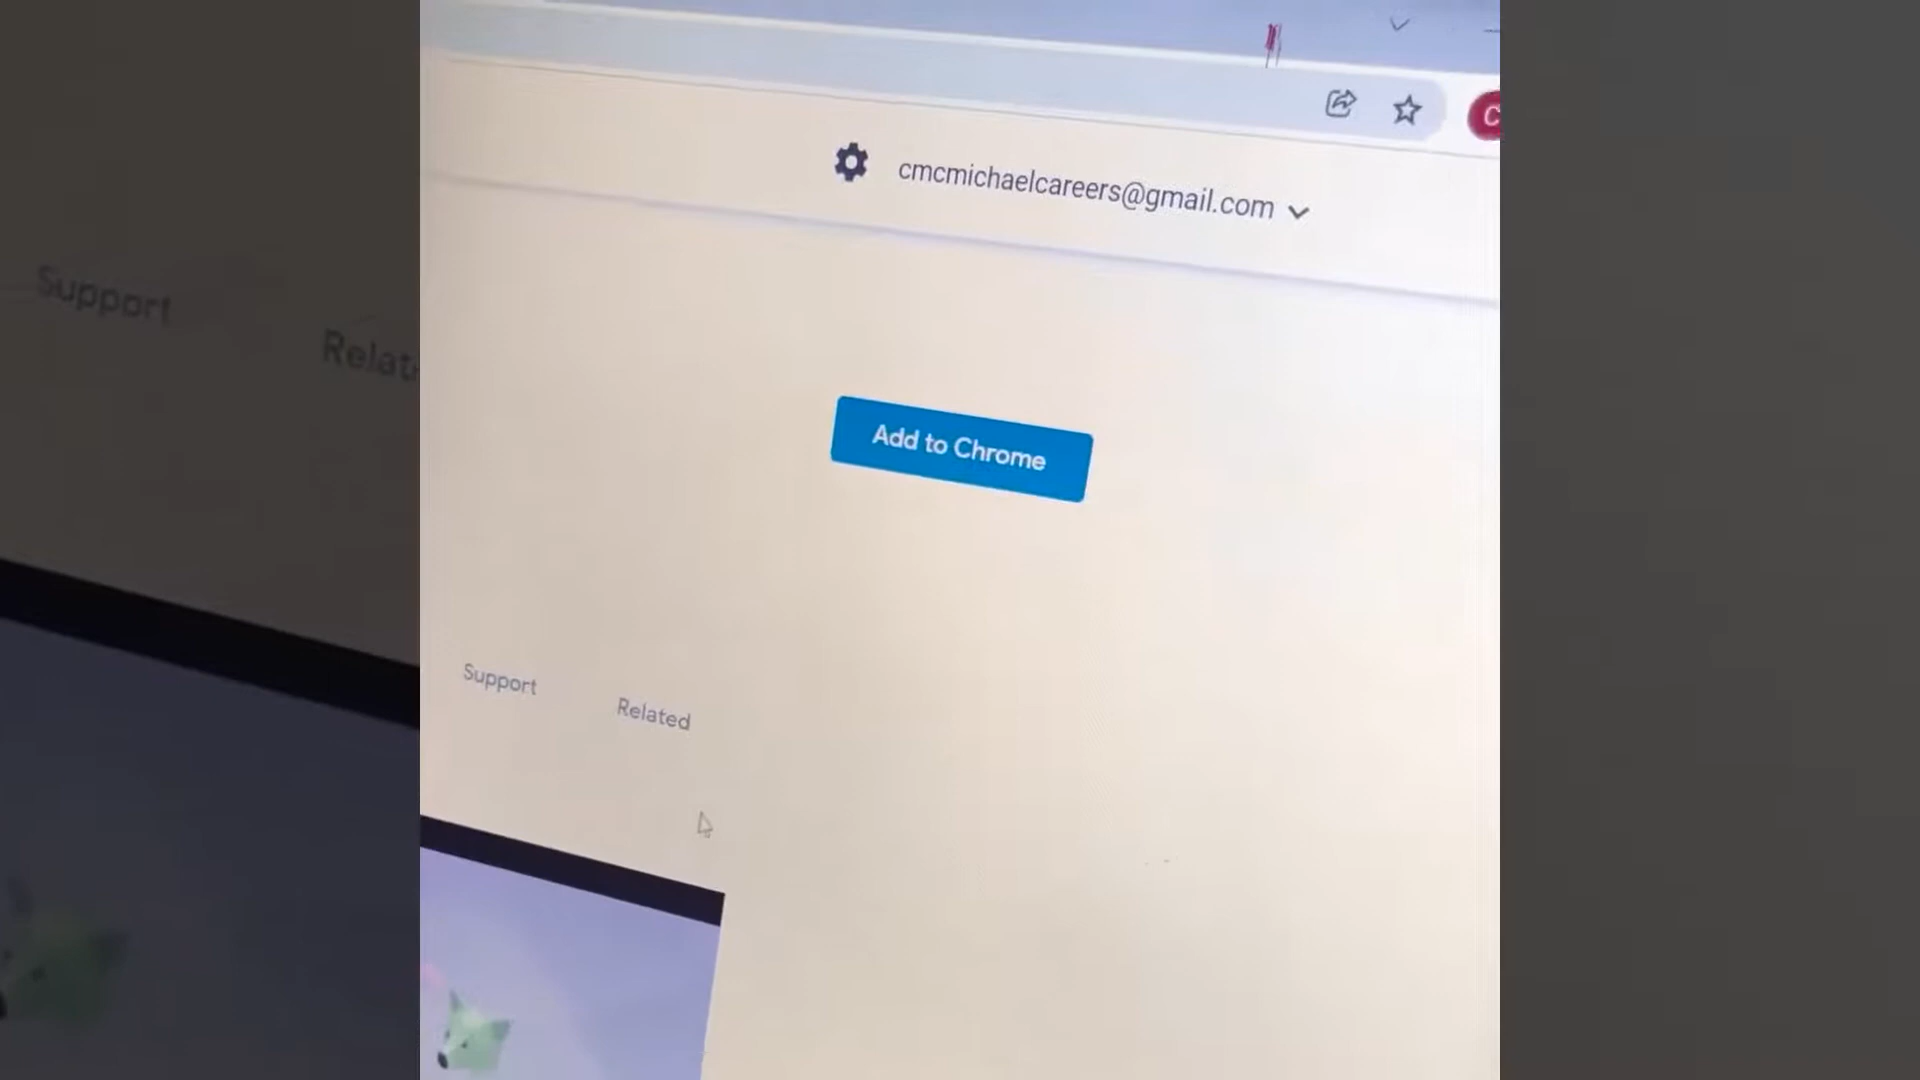 C
cmcmichaelcareers@gmail.com
Add to Chrome
Support
Related
Support
Relat